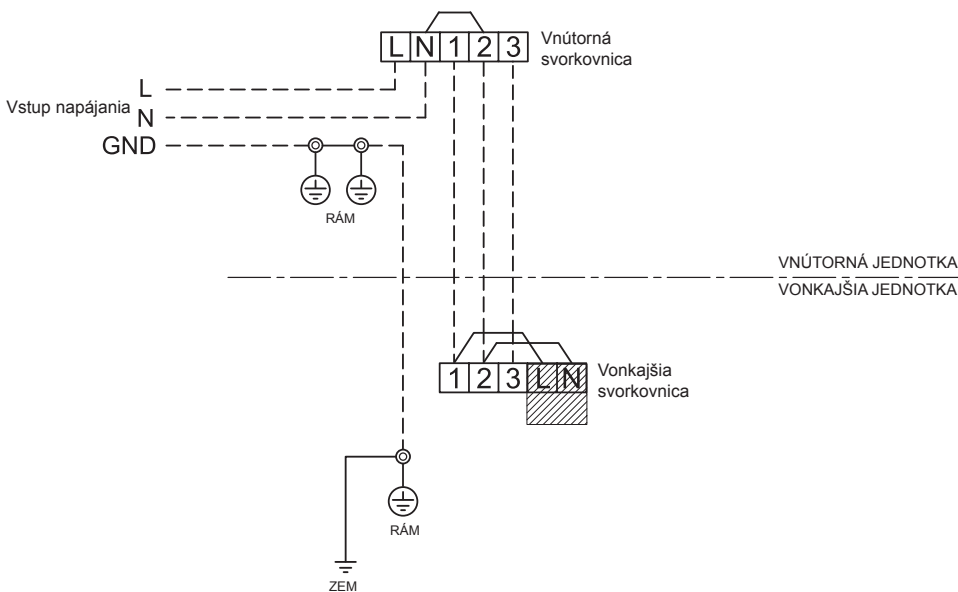 L N 1 2 3
Vnútorná
svorkovnica
L
Vstup napájania
N
GND
RÁM
VNÚTORNÁ JEDNOTKA
VONKAJŠIA JEDNOTKA
1 2 3 L N
Vonkajšia
svorkovnica
RÁM
ZEM